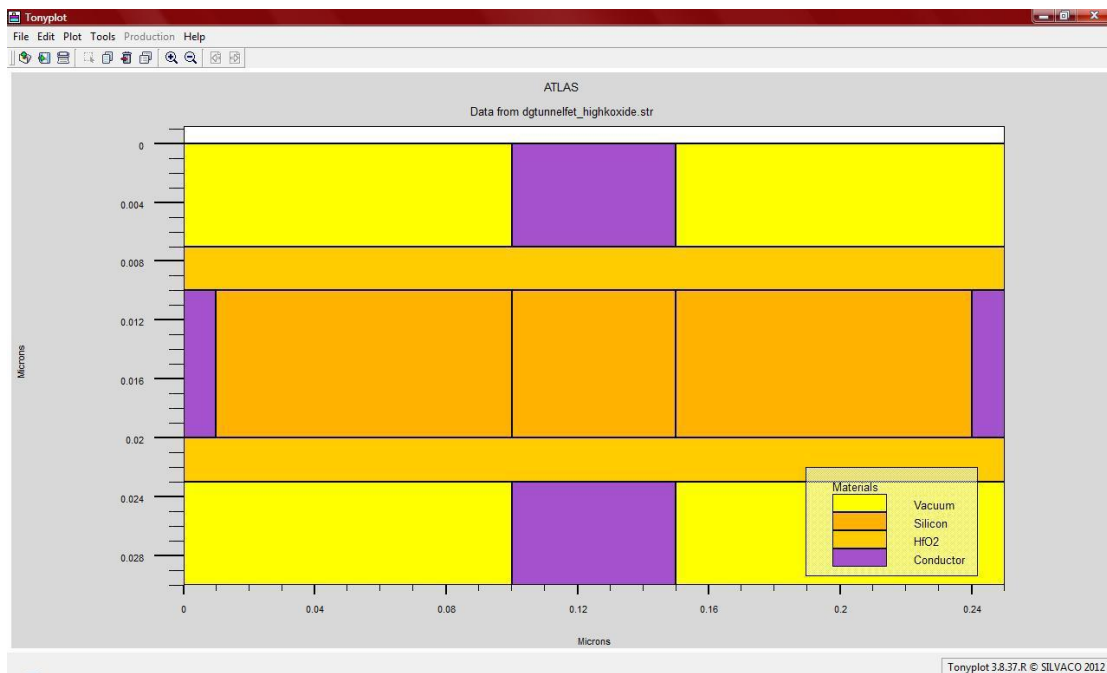 Tonyplot
File Edit Plot Tools Production Help
ATLAS
Data from dgtunnelfet_highkoxide.str
0
0.004
0.008
0.012
0.016
0.02
0.024
0.028
Microns
Materials
Vacuum
Silicon
HfO2
Conductor
0 0.04 0.08 0.12 0.16 0.2 0.24
Microns
Tonyplot 3.8.37.R © SILVACO 2012